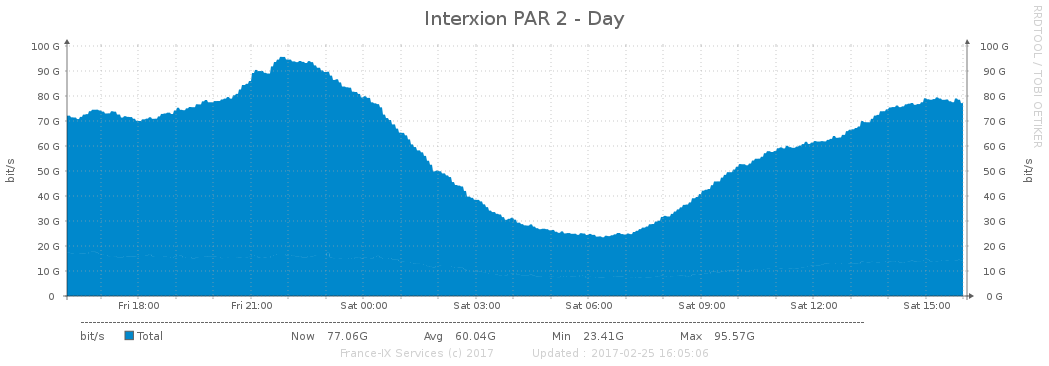 Interxion PAR 2 - Day
RRDTOOL / TOBI OETIKER
bit/s
100 G 100 G
90 G 90 G
80 G 80 G
70 G 70 G
60 G 60 G
50 G 50 G
40 G 40 G
30 G 30 G
20 G 20 G
10 G 10 G
0 0 G
bit/s
Fri 18:00 Fri 21:00 Sat 00:00 Sat 03:00 Sat 06:00 Sat 09:00 Sat 12:00 Sat 15:00
bit/s Total Now 77.06G Avg 60.04G Min 23.41G Max 95.57G
France-IX Services (c) 2017 Updated : 2017-02-25 16:05:06